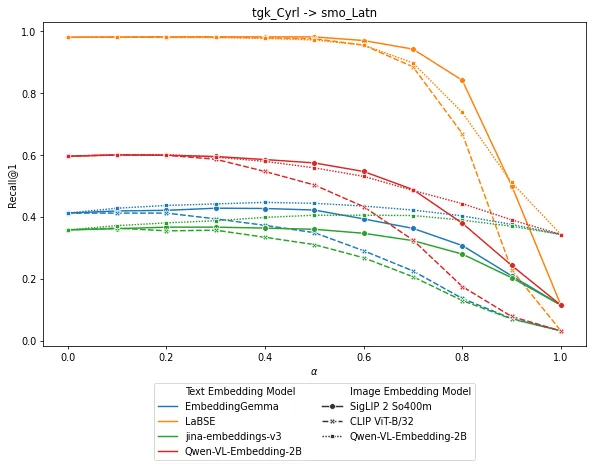 tgk_Cyrl -> smo_Latn
Recall@1
1.0
0.8
0.6
0.4
0.2
0.0
0.0 0.2 0.4 0.6 0.8 1.0
α
Text Embedding Model
EmbeddingGemma
LaBSE
jina-embeddings-v3
Qwen-VL-Embedding-2B
Image Embedding Model
SigLIP 2 So400m
CLIP ViT-B/32
Qwen-VL-Embedding-2B